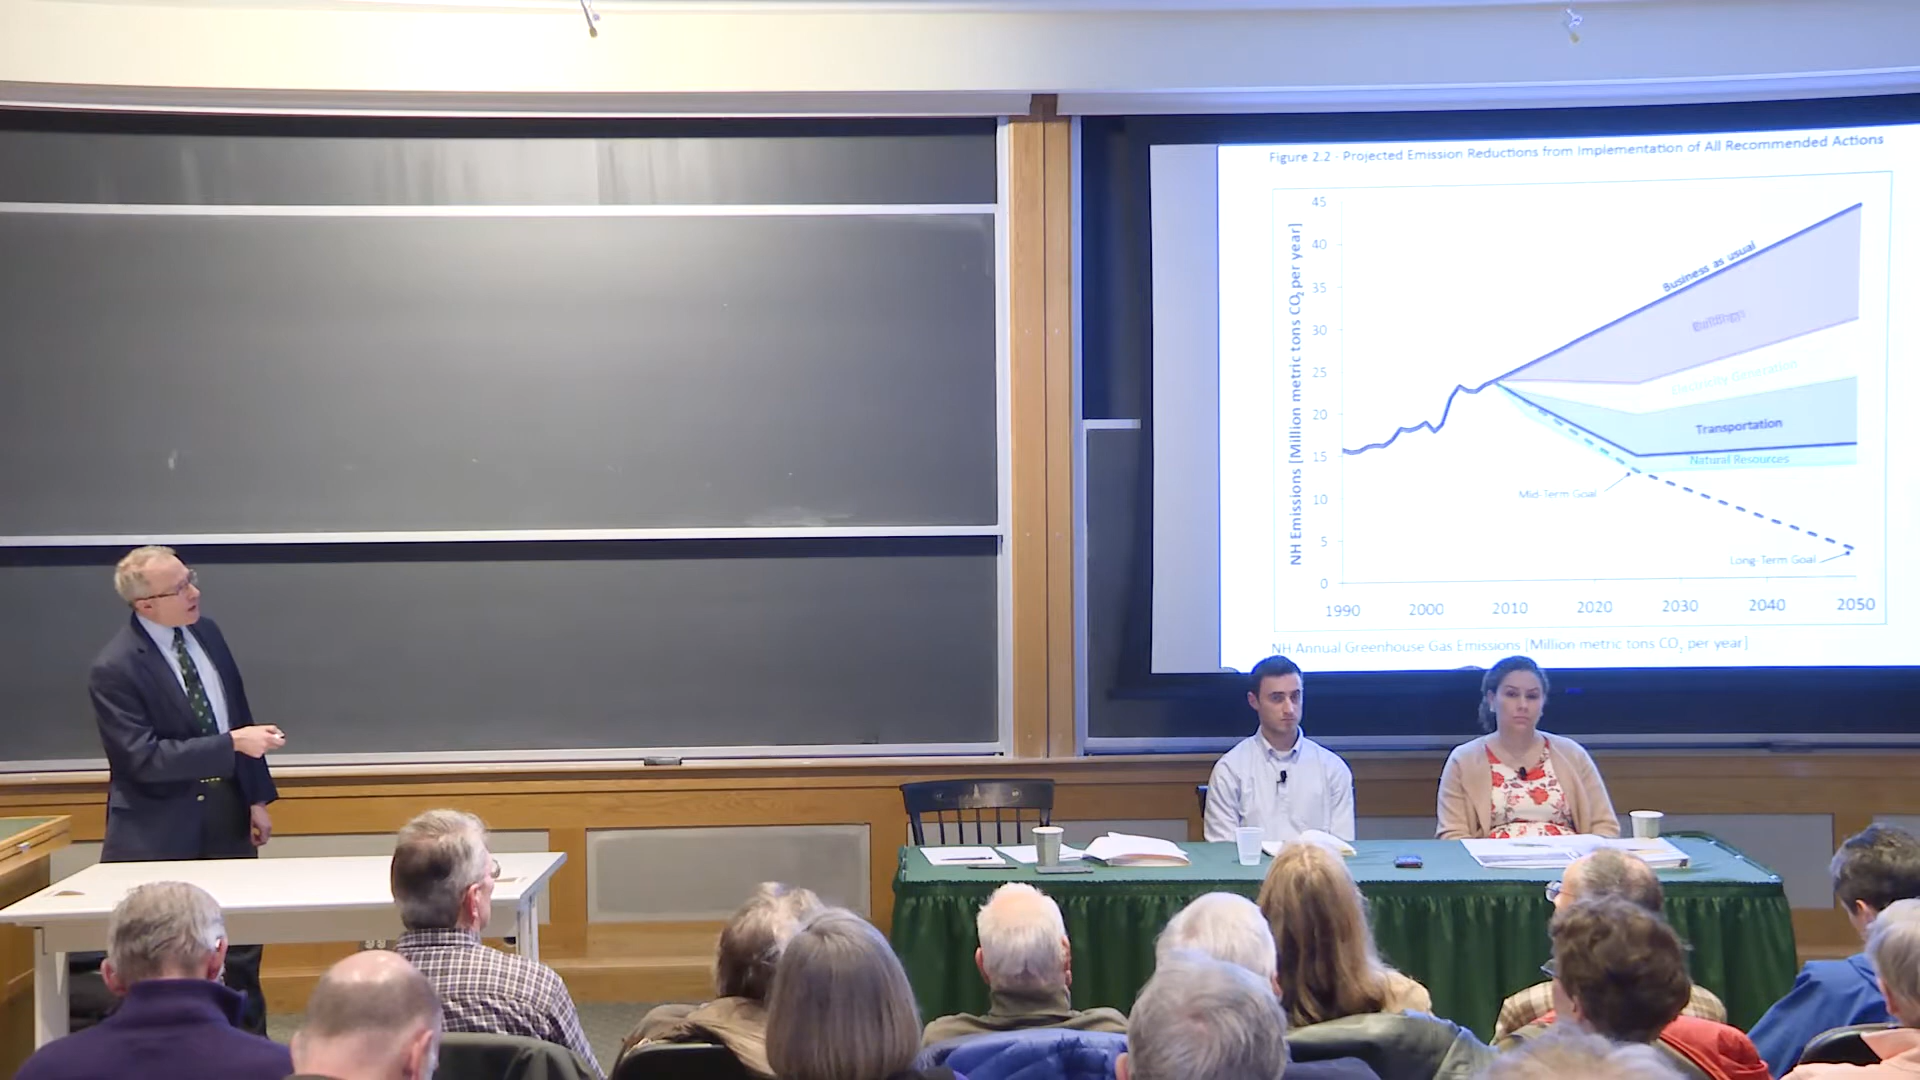 Figure 2.2 - Projected Emission Reductions from Implementation of All Recommended Actions
NH Emissions [Million metric tons CO2 per year]
45
40
35
30
25
20
15
10
5
0
Business as usual
Buildings
Electricity Generation
Transportation
Natural Resources
Mid-Term Goal
Long-Term Goal
1990 2000 2010 2020 2030 2040 2050
NH Annual Greenhouse Gas Emissions [Million metric tons CO2 per year]